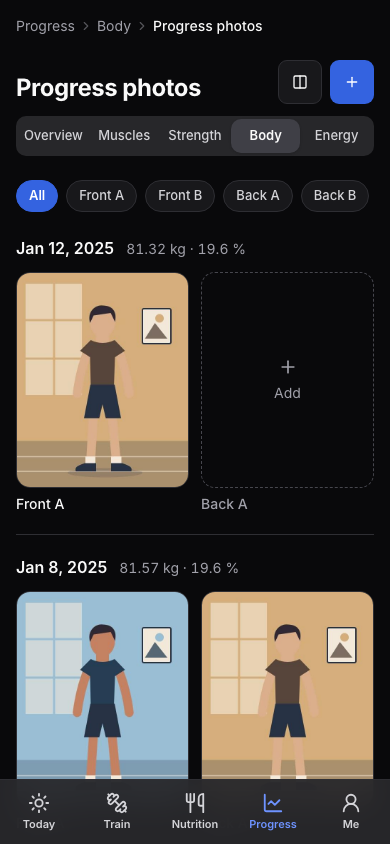 Progress > Body > Progress photos
Progress photos
Overview Muscles Strength Body Energy
All Front A Front B Back A Back B
Jan 12, 2025 81.32 kg · 19.6 %
Add
Front A Back A
Jan 8, 2025 81.57 kg · 19.6 %
Today Train Nutrition Progress Me